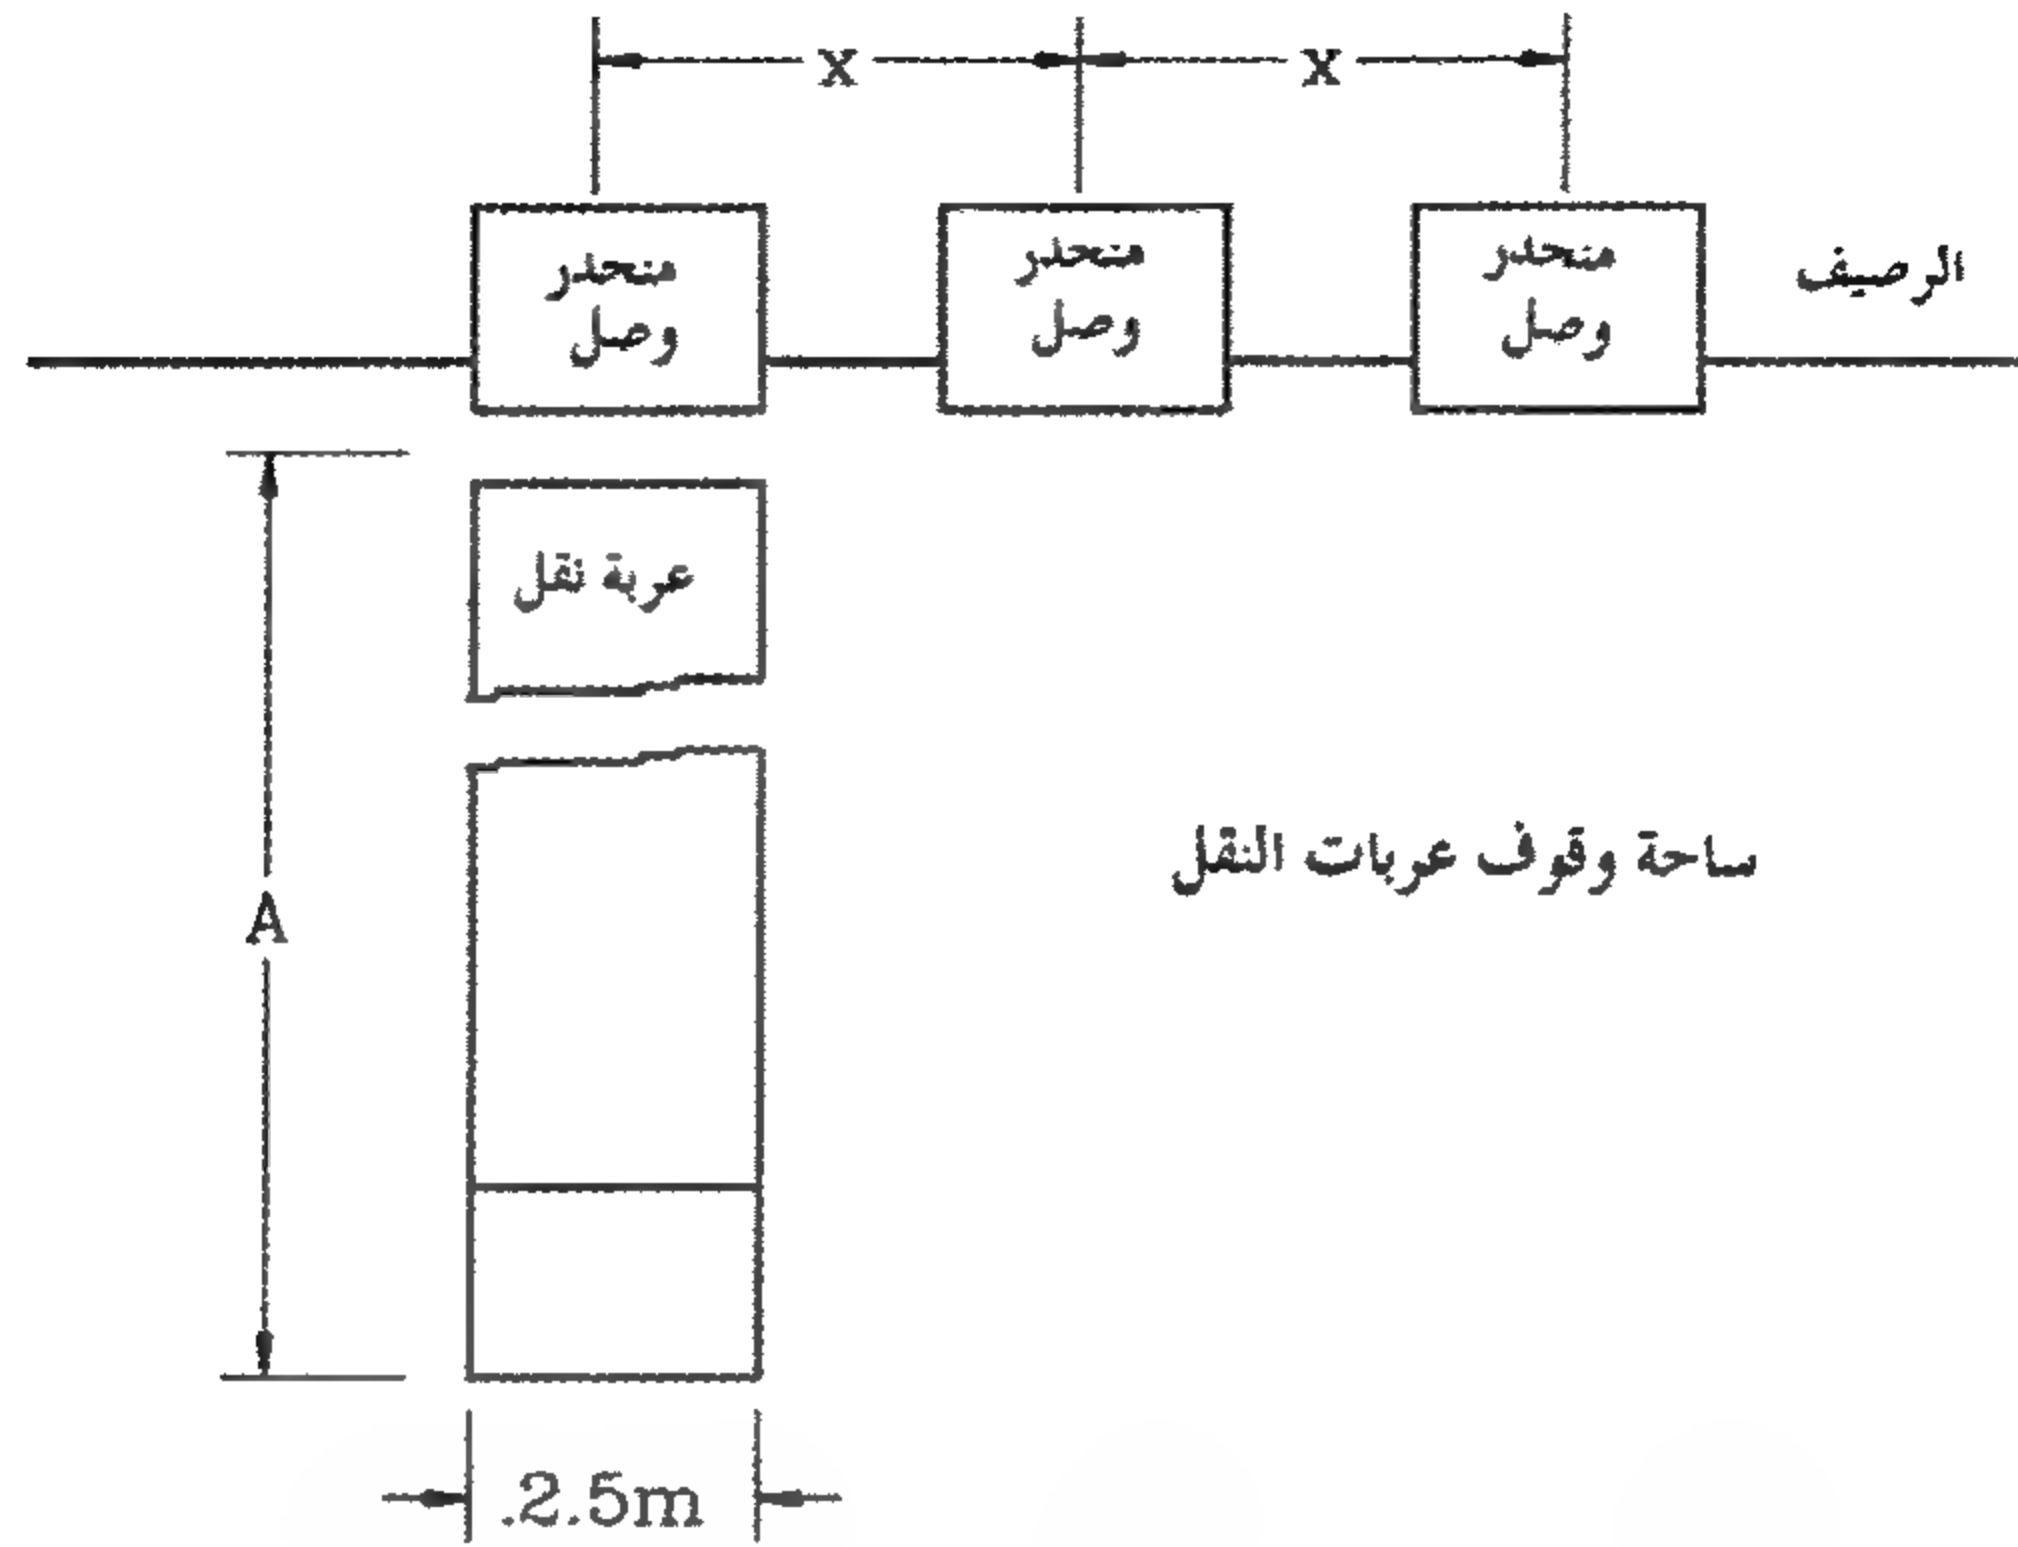 x
x
منحدر
وصل
منحدر
وصل
منحدر
وصل
الرصيف
عربة نقل
ساحة وقوف عربات النقل
A
.2.5m